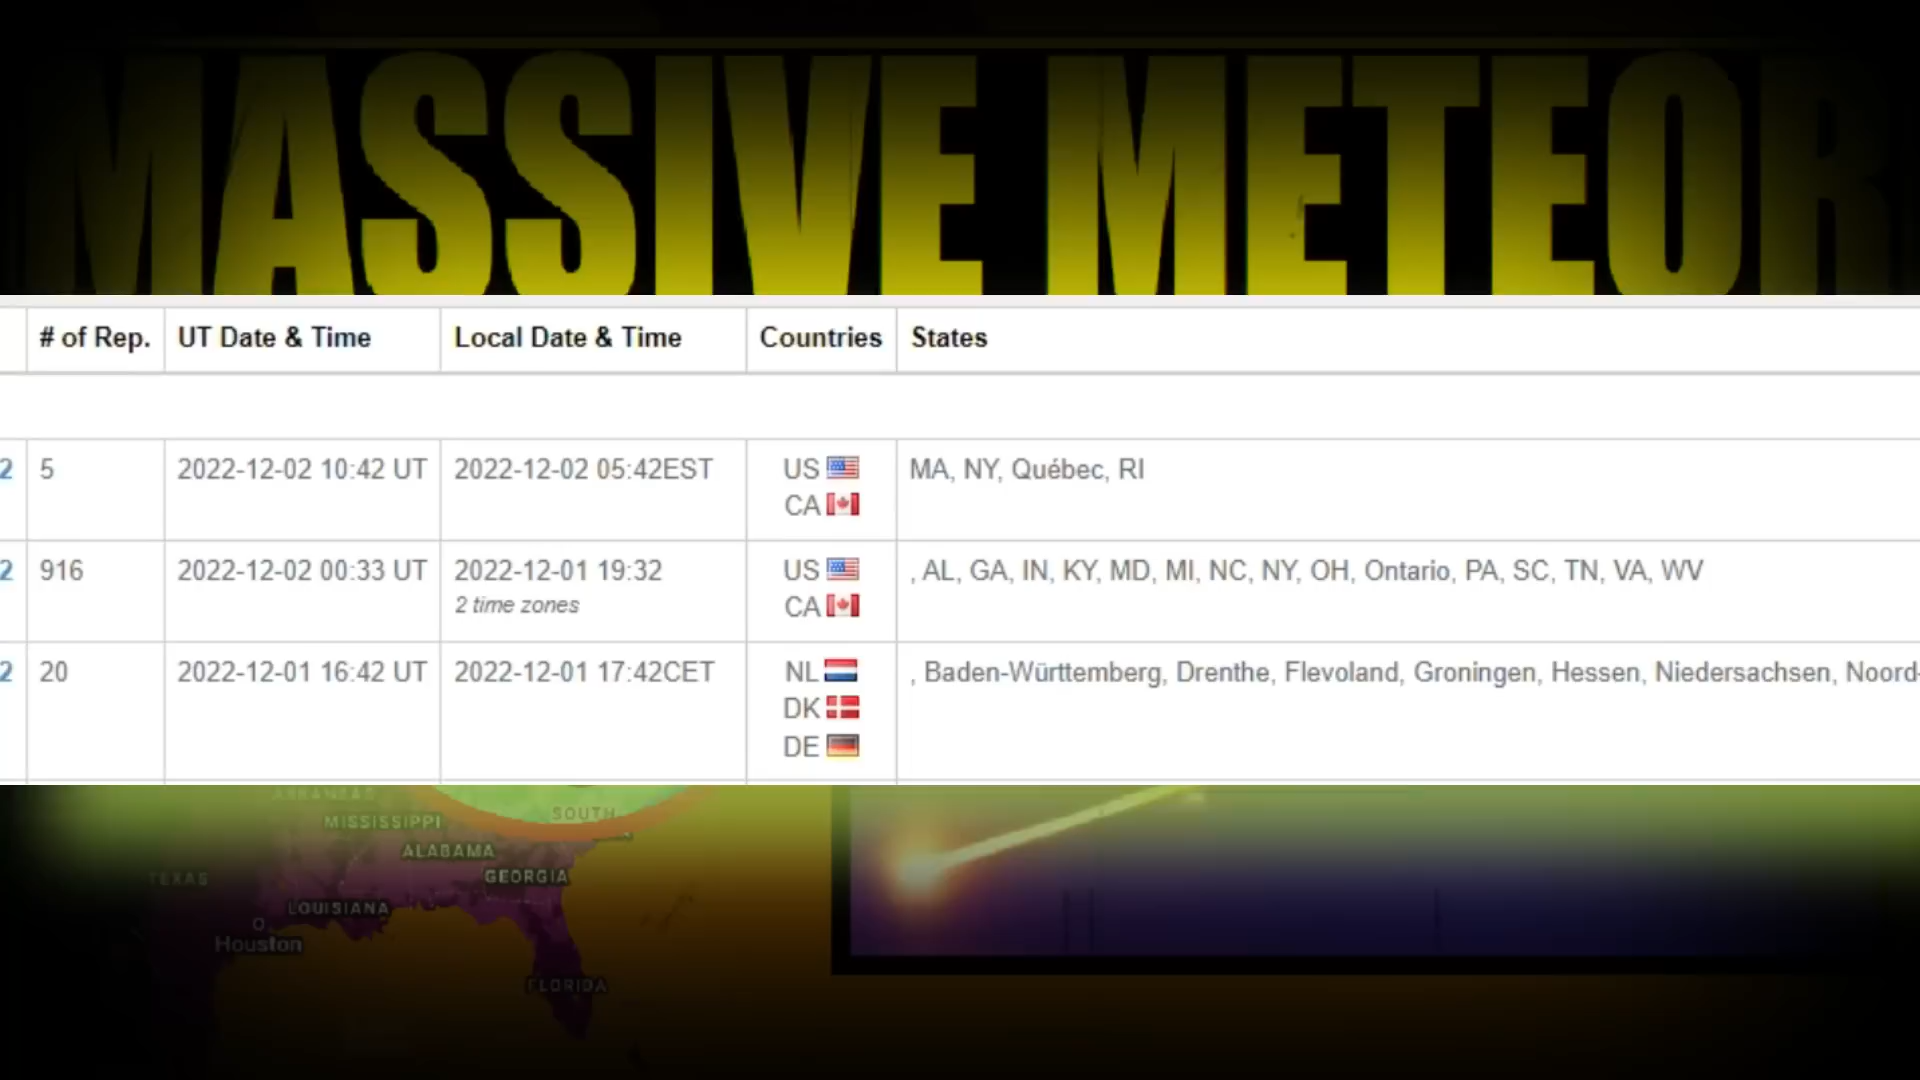 MASSIVE METEOR
# of Rep. UT Date & Time Local Date & Time Countries States
2 5 2022-12-02 10:42 UT 2022-12-02 05:42EST US MA, NY, Québec, RI
CA
2 916 2022-12-02 00:33 UT 2022-12-01 19:32 US , AL, GA, IN, KY, MD, MI, NC, NY, OH, Ontario, PA, SC, TN, VA, WV
2 time zones CA
2 20 2022-12-01 16:42 UT 2022-12-01 17:42CET NL , Baden-Württemberg, Drenthe, Flevoland, Groningen, Hessen, Niedersachsen, Noord-
DK
DE
ARKANSAS
SOUTH
MISSISSIPPI
ALABAMA
GEORGIA
TEXAS
LOUISIANA
Houston
FLORIDA